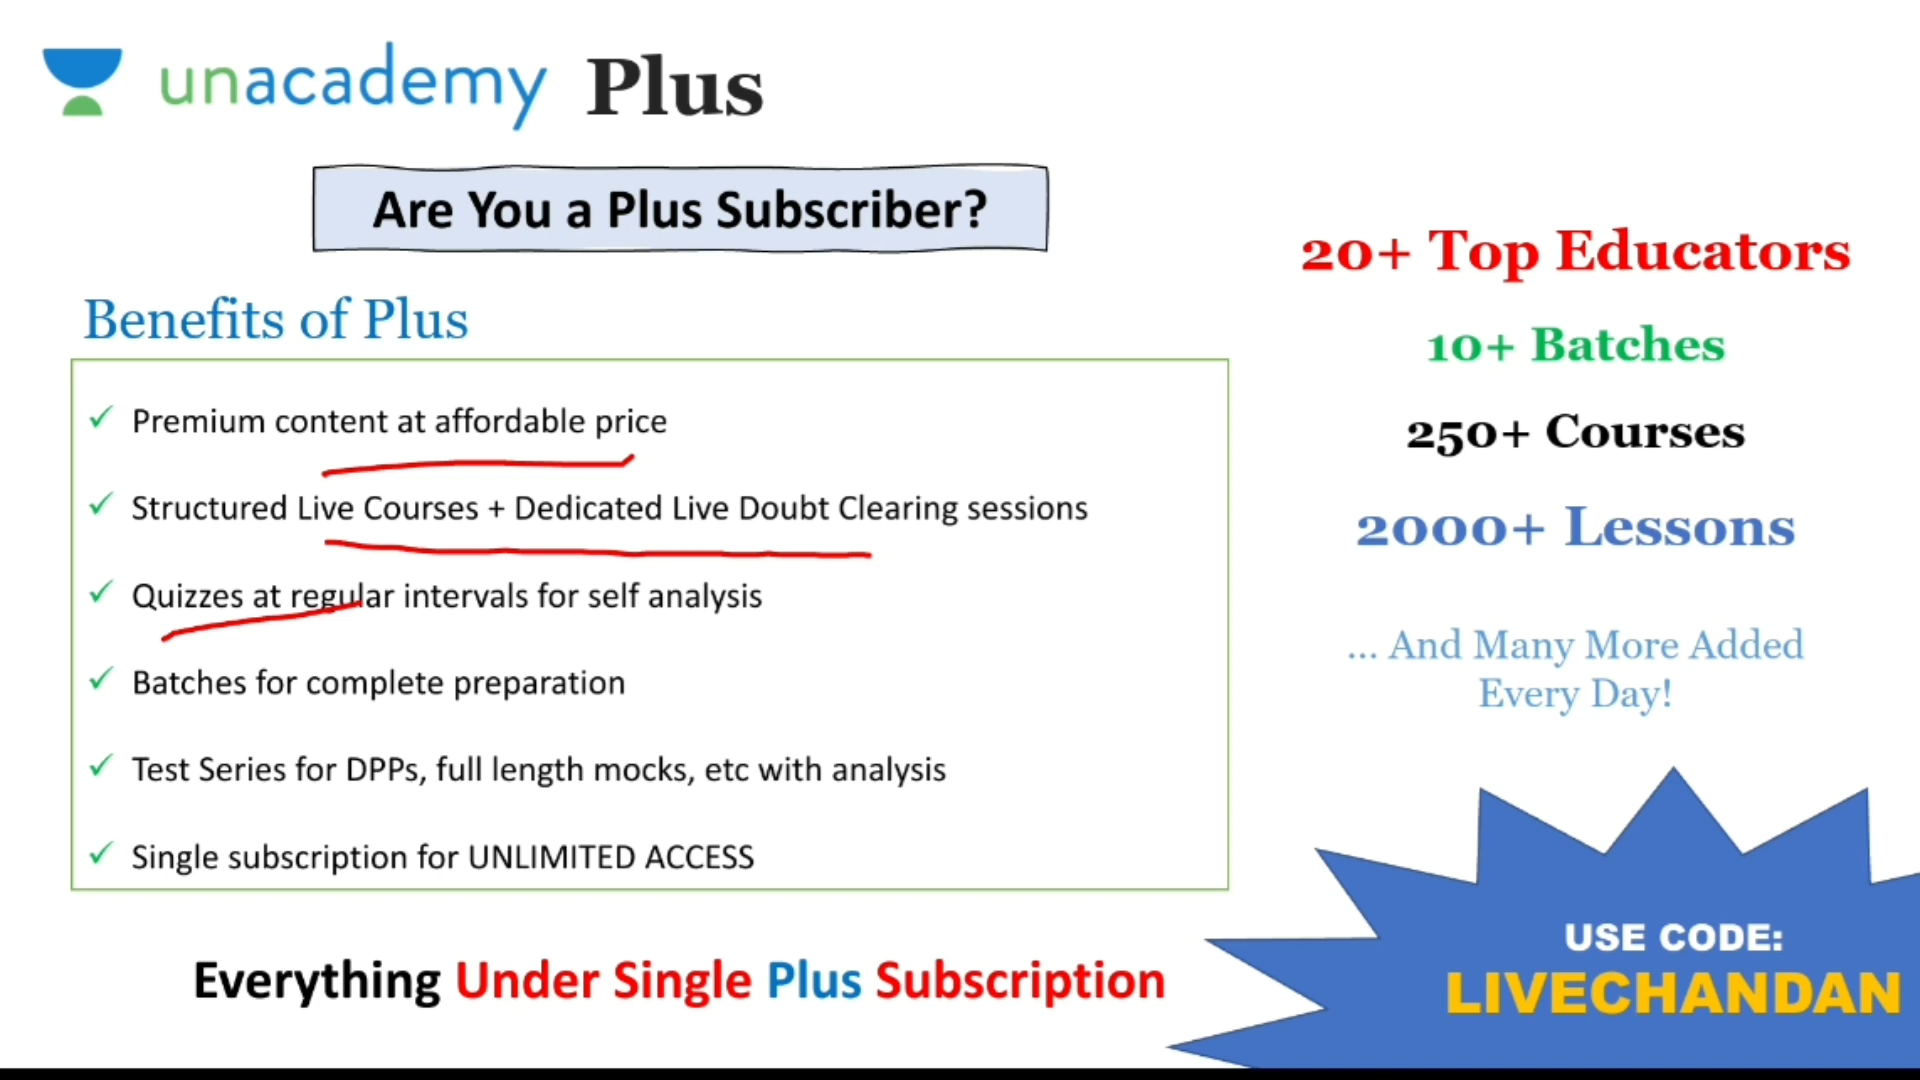 unacademy Plus
Are You a Plus Subscriber?
Benefits of Plus
✓ Premium content at affordable price
✓ Structured Live Courses + Dedicated Live Doubt Clearing sessions
✓ Quizzes at regular intervals for self analysis
✓ Batches for complete preparation
✓ Test Series for DPPs, full length mocks, etc with analysis
✓ Single subscription for UNLIMITED ACCESS
Everything Under Single Plus Subscription
20+ Top Educators
10+ Batches
250+ Courses
2000+ Lessons
... And Many More Added
Every Day!
USE CODE:
LIVECHANDAN